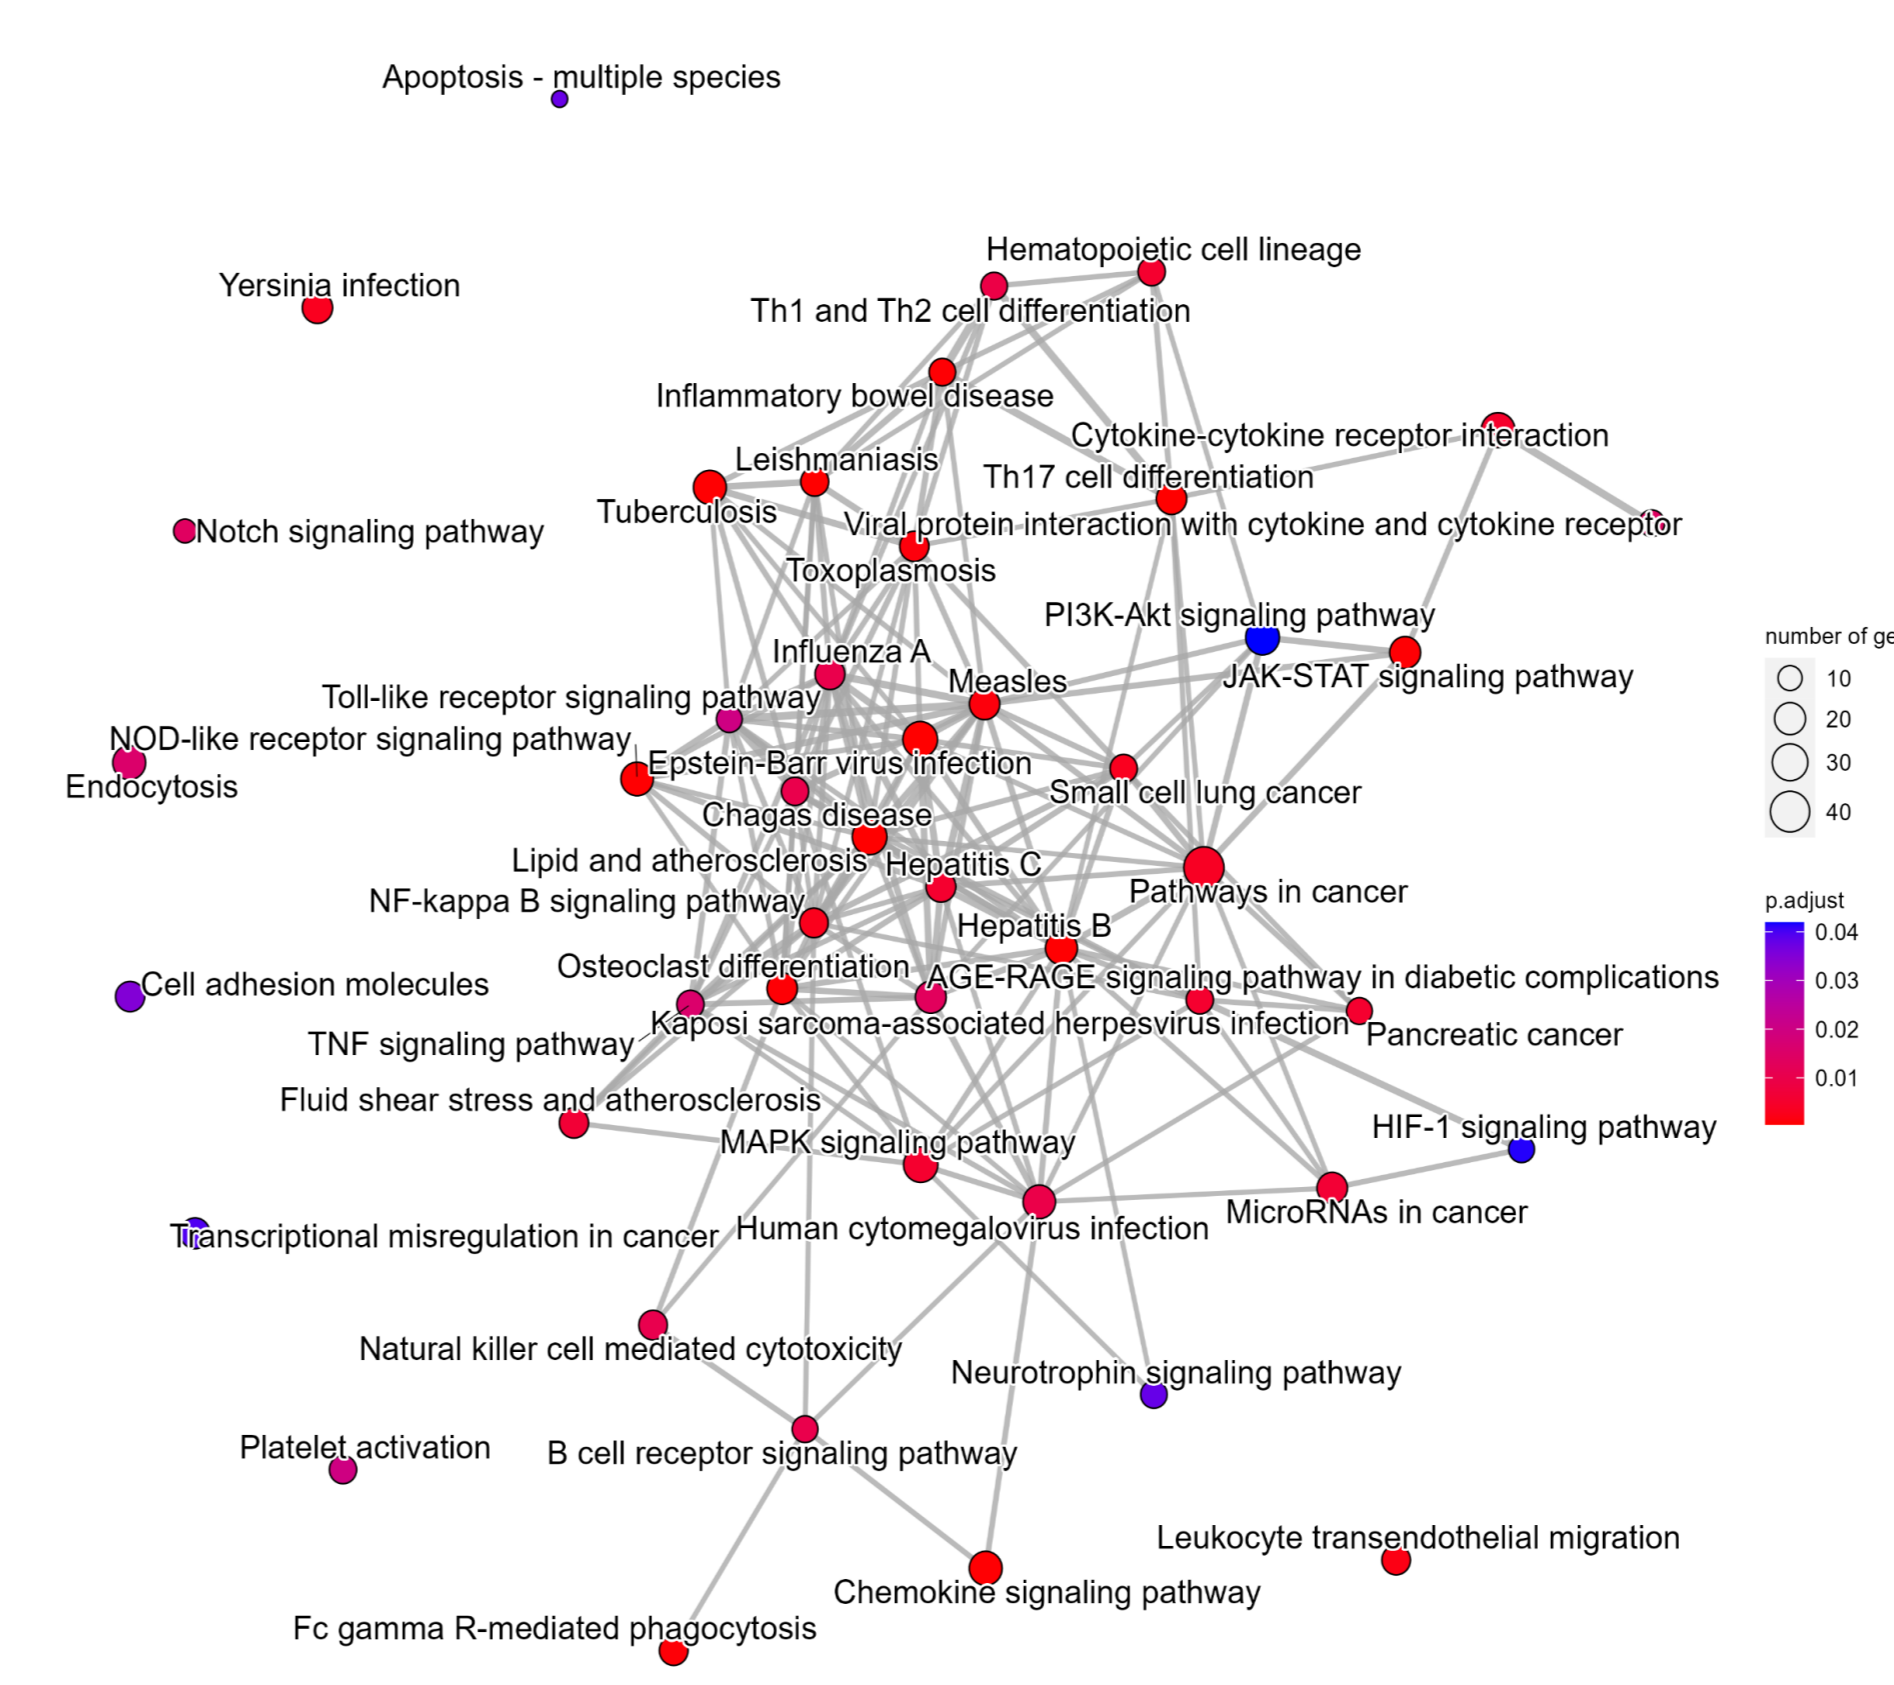 Apoptosis - multiple species
Hematopoietic cell lineage
Yersinia infection
Th1 and Th2 cell differentiation
Inflammatory bowel disease
Cytokine-cytokine receptor interaction
Leishmaniasis
Th17 cell differentiation
Tuberculosis
Viral protein interaction with cytokine and cytokine receptor
Notch signaling pathway
Toxoplasmosis
PI3K-Akt signaling pathway
Influenza A
JAK-STAT signaling pathway
Measles
Toll-like receptor signaling pathway
NOD-like receptor signaling pathway
Epstein-Barr virus infection
Endocytosis
Small cell lung cancer
Chagas disease
Lipid and atherosclerosis
Hepatitis C
Pathways in cancer
NF-kappa B signaling pathway
Hepatitis B
Osteoclast differentiation
AGE-RAGE signaling pathway in diabetic complications
Cell adhesion molecules
Kaposi sarcoma-associated herpesvirus infection
Pancreatic cancer
TNF signaling pathway
Fluid shear stress and atherosclerosis
HIF-1 signaling pathway
MAPK signaling pathway
MicroRNAs in cancer
Human cytomegalovirus infection
Transcriptional misregulation in cancer
Natural killer cell mediated cytotoxicity
Neurotrophin signaling pathway
Platelet activation
B cell receptor signaling pathway
Leukocyte transendothelial migration
Chemokine signaling pathway
Fc gamma R-mediated phagocytosis
number of ge
10
20
30
40
p.adjust
0.04
0.03
0.02
0.01